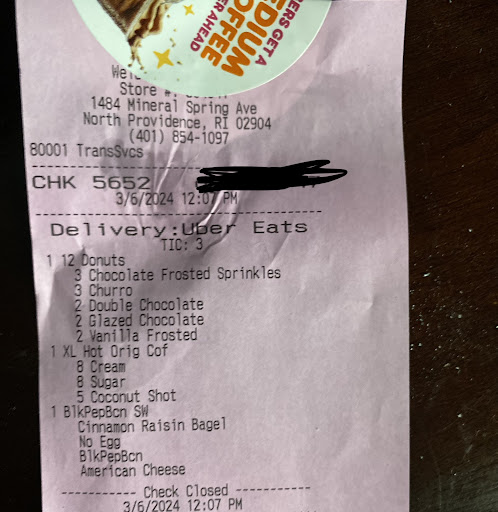 ERS GET A
EDIUM
COFFEE
ER AHEAD
Store #:
1484 Mineral Spring Ave
North Providence, RI 02904
(401) 854-1097
80001 TransSvcs
CHK 5652
3/6/2024 12:07 PM
Delivery:Uber Eats
TIC: 3
1 12 Donuts
3 Chocolate Frosted Sprinkles
3 Churro
2 Double Chocolate
2 Glazed Chocolate
2 Vanilla Frosted
1 XL Hot Orig Cof
8 Cream
8 Sugar
5 Coconut Shot
1 BlkPepBcn SW
Cinnamon Raisin Bagel
No Egg
BlkPepBcn
American Cheese
Check Closed
3/6/2024 12:07 PM